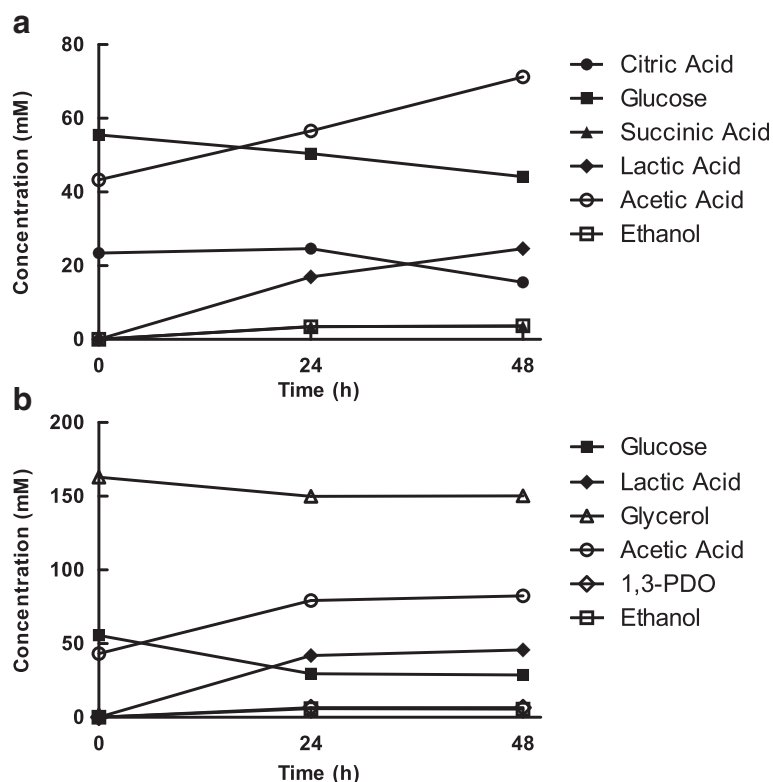 a
80
60
40
20
0
Concentration (mM)
0 24 48
Time (h)
Citric Acid
Glucose
Succinic Acid
Lactic Acid
Acetic Acid
Ethanol
b
200
150
100
50
0
Concentration (mM)
0 24 48
Time (h)
Glucose
Lactic Acid
Glycerol
Acetic Acid
1,3-PDO
Ethanol